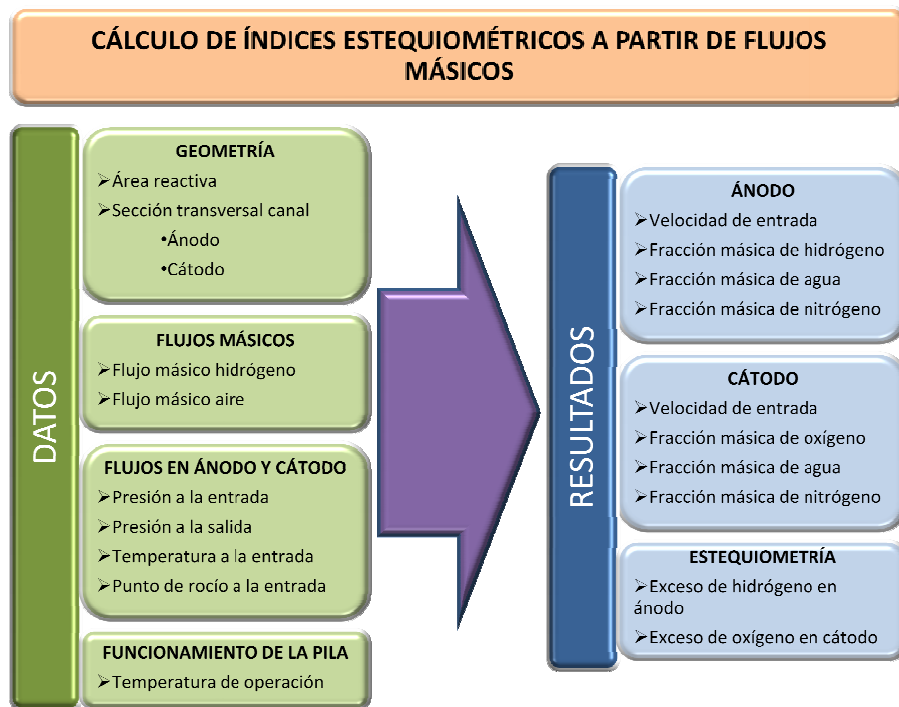 CÁLCULO DE ÍNDICES ESTEQUIOMÉTRICOS A PARTIR DE FLUJOS
MÁSICOS
DATOS
GEOMETRÍA
➢Área reactiva
➢Sección transversal canal
•Ánodo
•Cátodo
FLUJOS MÁSICOS
➢Flujo másico hidrógeno
➢Flujo másico aire
FLUJOS EN ÁNODO Y CÁTODO
➢Presión a la entrada
➢Presión a la salida
➢Temperatura a la entrada
➢Punto de rocío a la entrada
FUNCIONAMIENTO DE LA PILA
➢Temperatura de operación
RESULTADOS
ÁNODO
➢Velocidad de entrada
➢Fracción másica de hidrógeno
➢Fracción másica de agua
➢Fracción másica de nitrógeno
CÁTODO
➢Velocidad de entrada
➢Fracción másica de oxígeno
➢Fracción másica de agua
➢Fracción másica de nitrógeno
ESTEQUIOMETRÍA
➢Exceso de hidrógeno en
ánodo
➢Exceso de oxígeno en cátodo